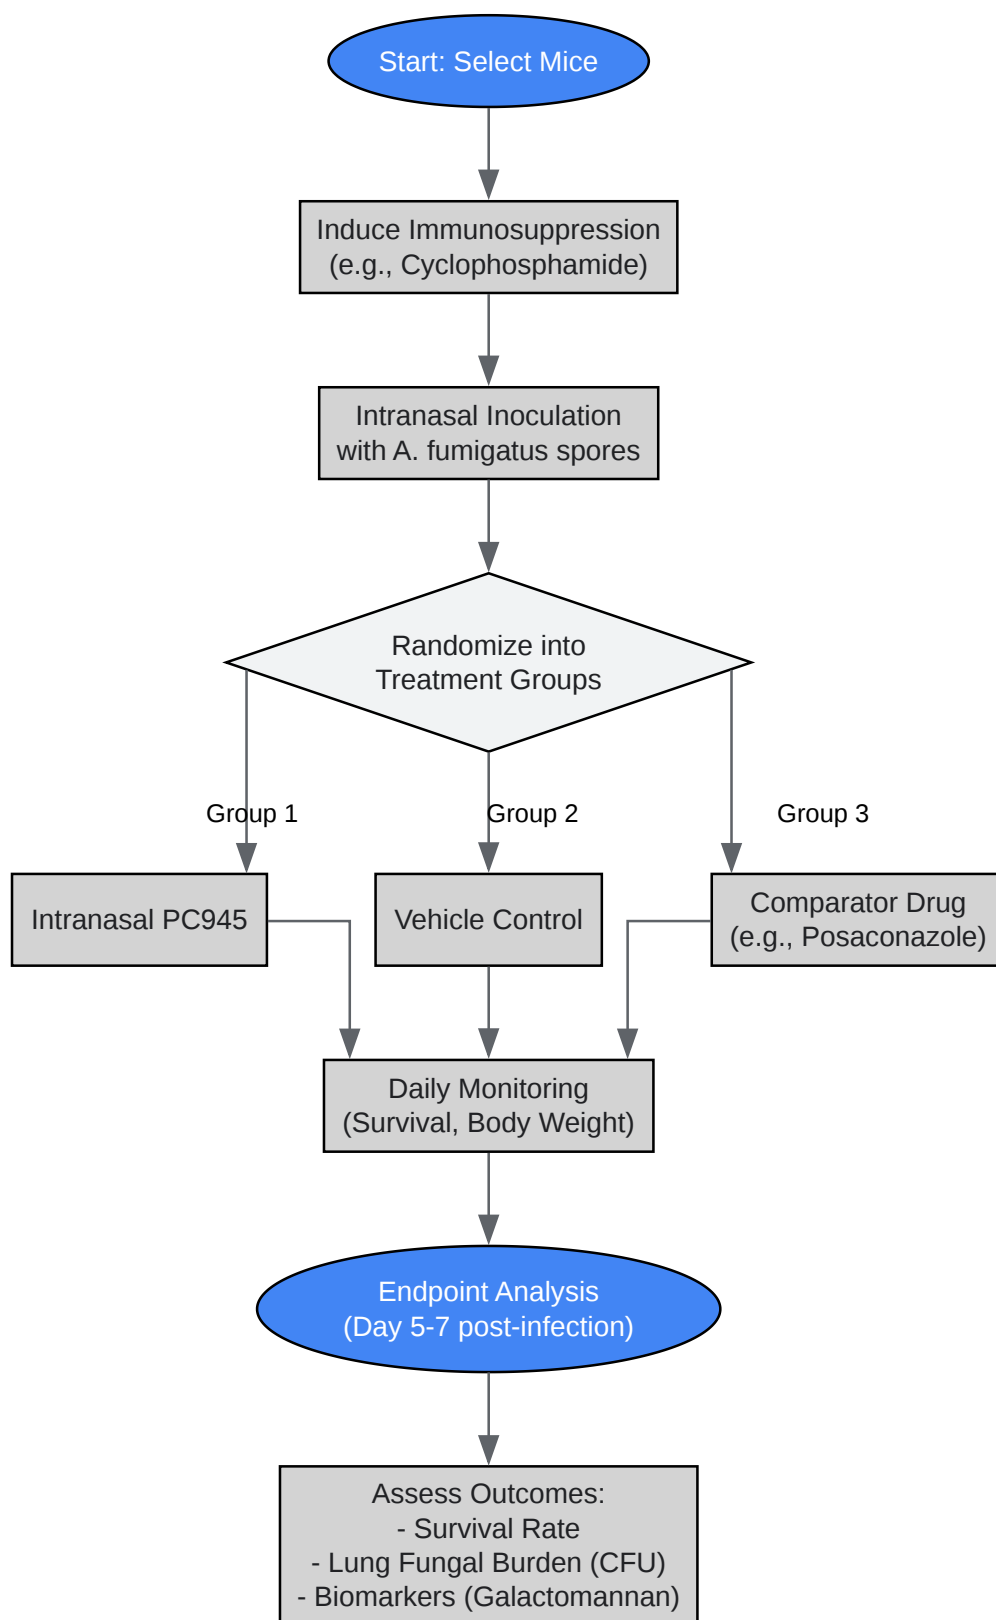 Start: Select Mice
Induce Immunosuppression
(e.g., Cyclophosphamide)
Intranasal Inoculation
with A. fumigatus spores
Randomize into
Treatment Groups
Group 1
Group 2
Group 3
Intranasal PC945
Vehicle Control
Comparator Drug
(e.g., Posaconazole)
Daily Monitoring
(Survival, Body Weight)
Endpoint Analysis
(Day 5-7 post-infection)
Assess Outcomes:
- Survival Rate
- Lung Fungal Burden (CFU)
- Biomarkers (Galactomannan)